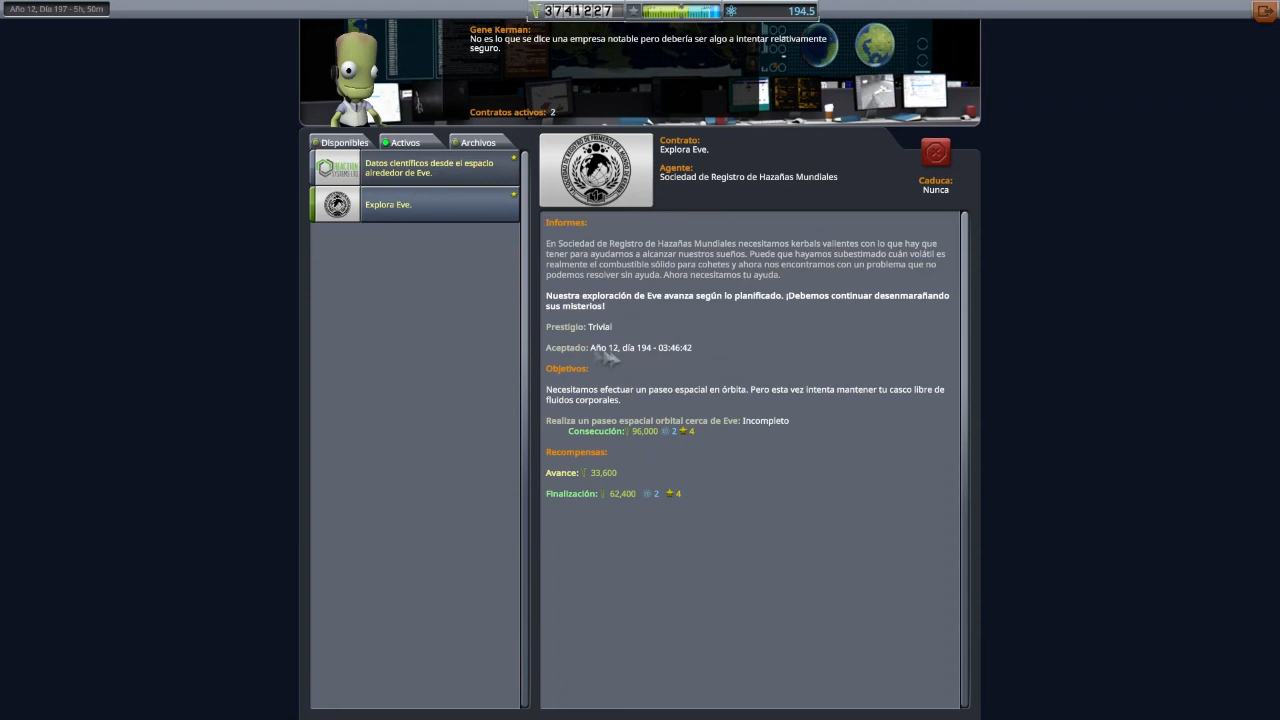 Año 12, Día 197 - 5h, 50m
3741227
194.5
Gene Kerman:
No es lo que se dice una empresa notable pero debería ser algo a intentar relativamente
seguro.
Contratos activos: 2
Disponibles
Activos
Archivos
Datos científicos desde el espacio
alrededor de Eve.
Explora Eve.
Contrato:
Explora Eve.
Agente:
Sociedad de Registro de Hazañas Mundiales
Caduca:
Nunca
Informes:
En Sociedad de Registro de Hazañas Mundiales necesitamos kerbals valientes con lo que hay que
tener para ayudarnos a alcanzar nuestros sueños. Puede que hayamos subestimado cuán volátil es
realmente el combustible sólido para cohetes y ahora nos encontramos con un problema que no
podemos resolver sin ayuda. Ahora necesitamos tu ayuda.
Nuestra exploración de Eve avanza según lo planificado. ¡Debemos continuar desenmarañando
sus misterios!
Prestigio: Trivial
Aceptado: Año 12, día 194 - 03:46:42
Objetivos:
Necesitamos efectuar un paseo espacial en órbita. Pero esta vez intenta mantener tu casco libre de
fluidos corporales.
Realiza un paseo espacial orbital cerca de Eve: Incompleto
Consecución: 96,000 2 4
Recompensas:
Avance: 33,600
Finalización: 62,400 2 4